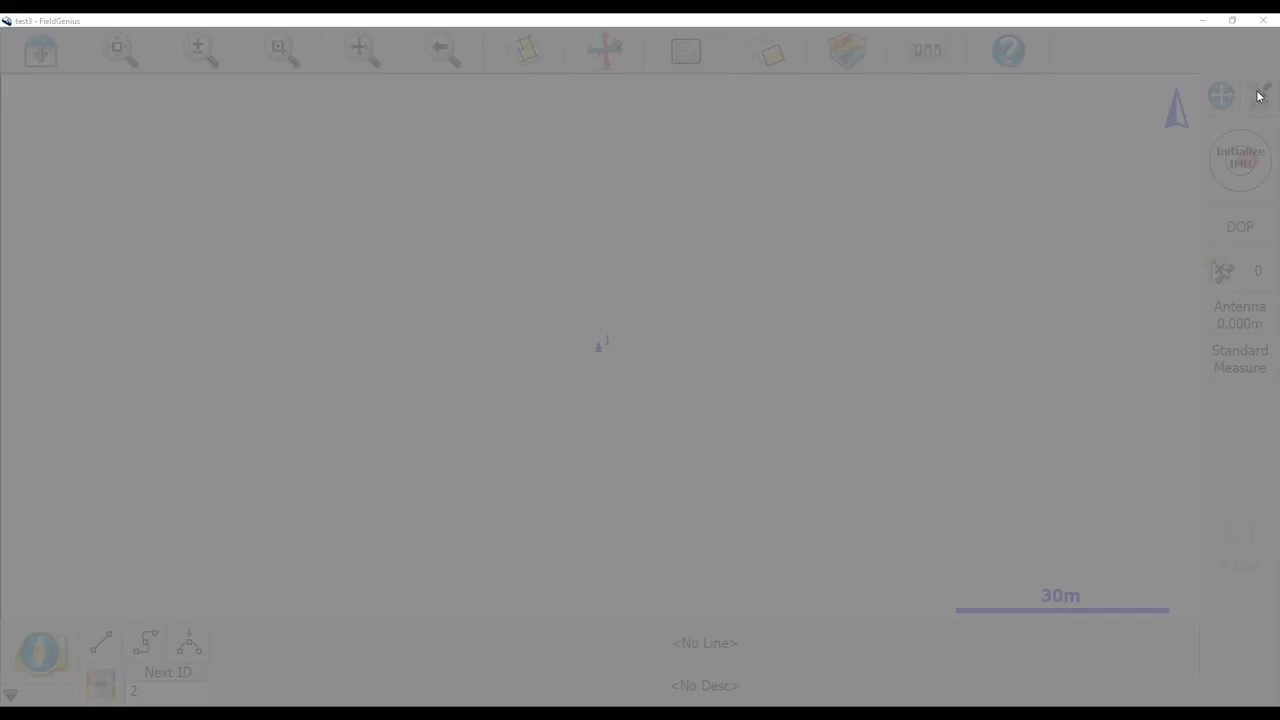 test3 - FieldGenius
Initialize
IMU
DOP
0
Antenna
0.000m
Standard
Measure
1
30m
<No Line>
Next ID
2
<No Desc>